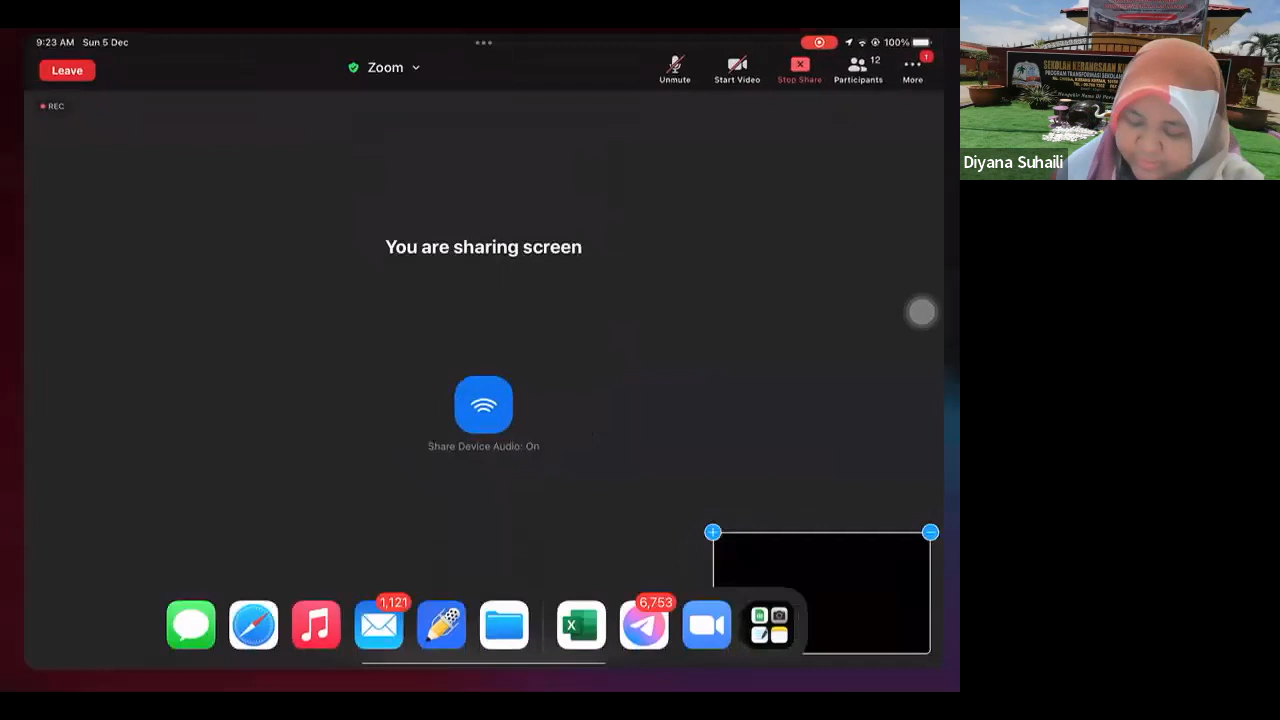 9:23 AM Sun 5 Dec
100%
Leave
Zoom
Unmute
Start Video
Stop Share
Participants
12
More
1
REC
You are sharing screen
Share Device Audio: On
1,121
6,753
SEKOLAH KEBANGSAAN
PROGRAM TRANSFORMASI SEKOLAH
Diyana Suhaili